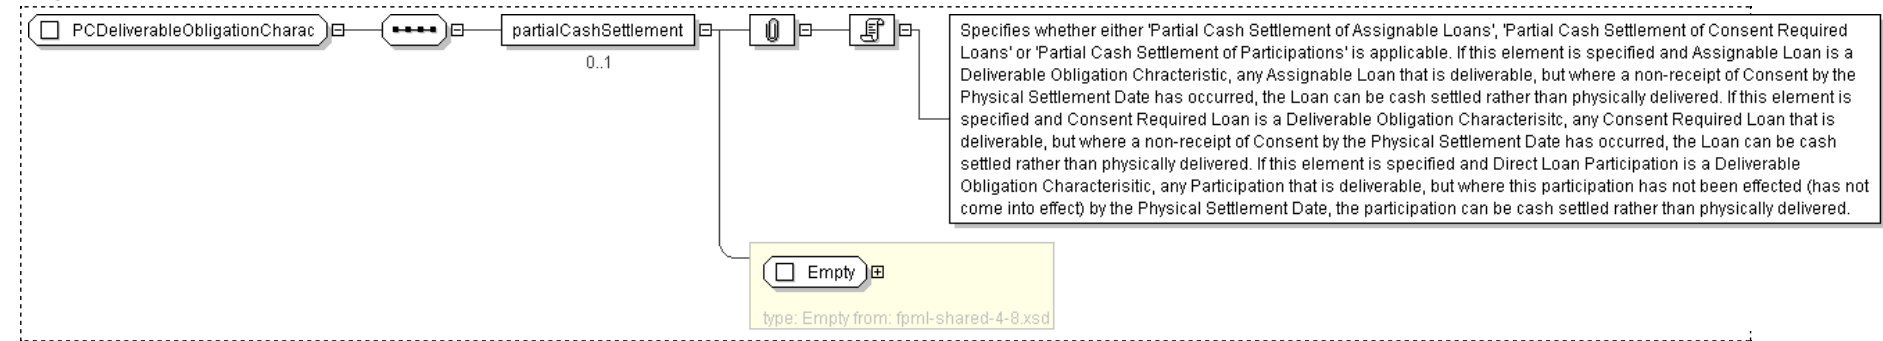 PCDeliverableObligationCharac
partialCashSettlement
0..1
Specifies whether either 'Partial Cash Settlement of Assignable Loans', 'Partial Cash Settlement of Consent Required
Loans' or 'Partial Cash Settlement of Participations' is applicable. If this element is specified and Assignable Loan is a
Deliverable Obligation Chracteristic, any Assignable Loan that is deliverable, but where a non-receipt of Consent by the
Physical Settlement Date has occurred, the Loan can be cash settled rather than physically delivered. If this element is
specified and Consent Required Loan is a Deliverable Obligation Characterisitc, any Consent Required Loan that is
deliverable, but where a non-receipt of Consent by the Physical Settlement Date has occurred, the Loan can be cash
settled rather than physically delivered. If this element is specified and Direct Loan Participation is a Deliverable
Obligation Characterisitic, any Participation that is deliverable, but where this participation has not been effected (has not
come into effect) by the Physical Settlement Date, the participation can be cash settled rather than physically delivered.
Empty
type: Empty from: fpml-shared-4-8.xsd